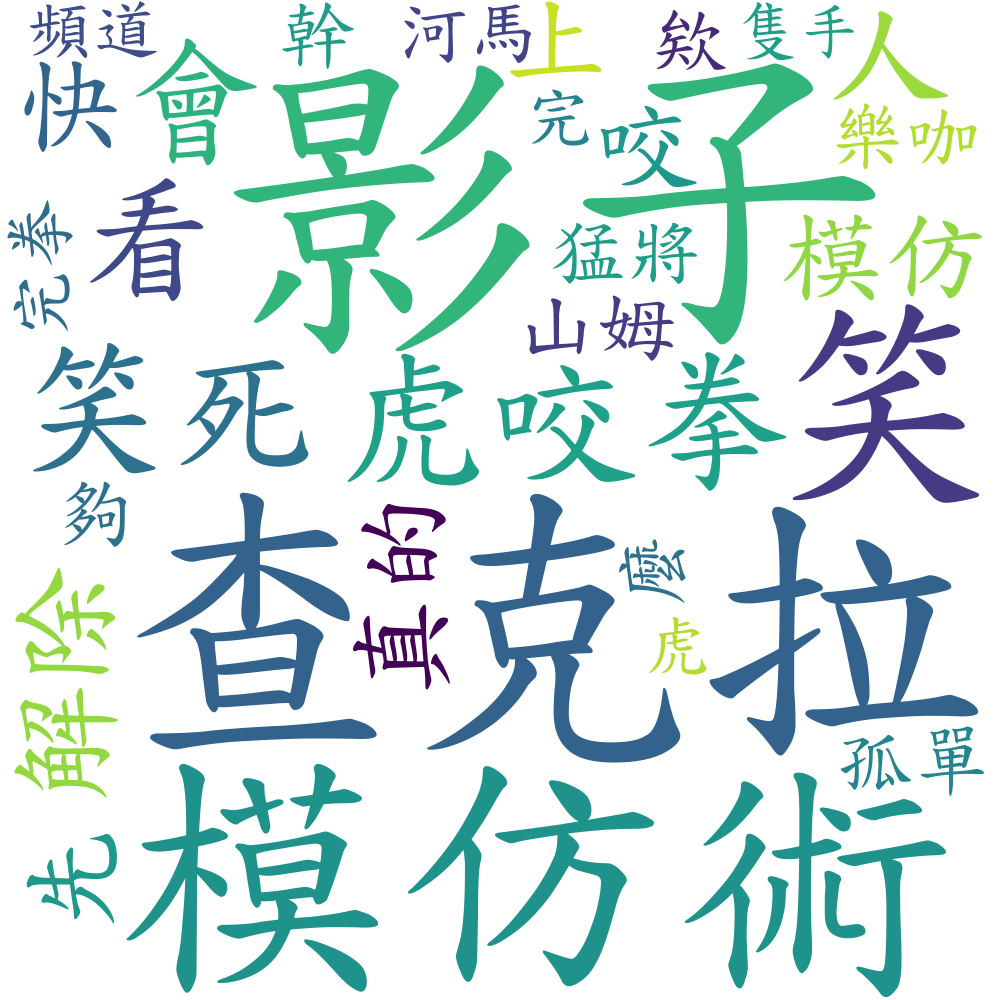 頻道
幹
河馬
上
欸
隻手
人
快
會
影子
完
咬
樂咖
看
猛將
模仿
完拳
山姆
笑
笑
死
虎
咬
拳
夠
真的
查克拉
麼
虎
解除
孤單
先
模仿術